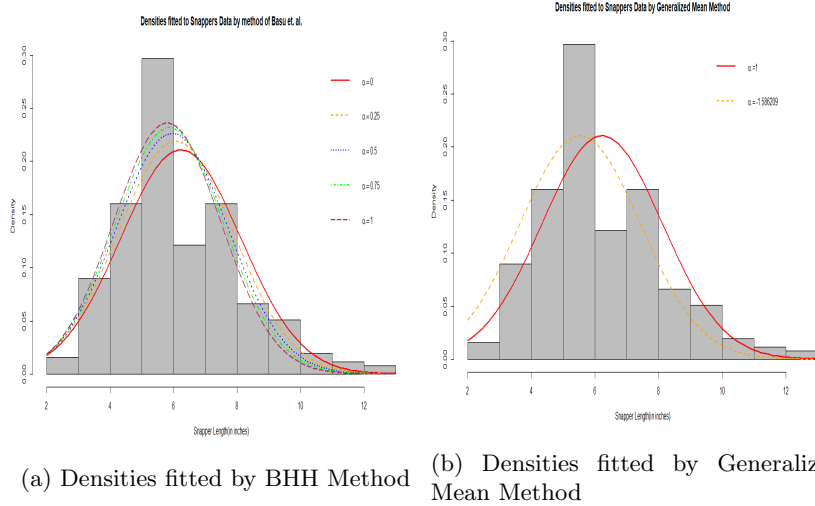 Densities fitted to Snappers Data by method of Basu et. al.
0.30
0.25
0.20
0.15
0.10
0.05
0.00
Density
α = 0
α = 0.25
α = 0.5
α = 0.75
α = 1
2 4 6 8 10 12
Snapper Length(in inches)
(a) Densities fitted by BHH Method
Densities fitted to Snappers Data by Generalized Mean Method
0.30
0.25
0.20
0.15
0.10
0.05
0.00
Density
α =1
α = -1.586209
2 4 6 8 10 12
Snapper Length(in inches)
(b) Densities fitted by Generaliz
Mean Method